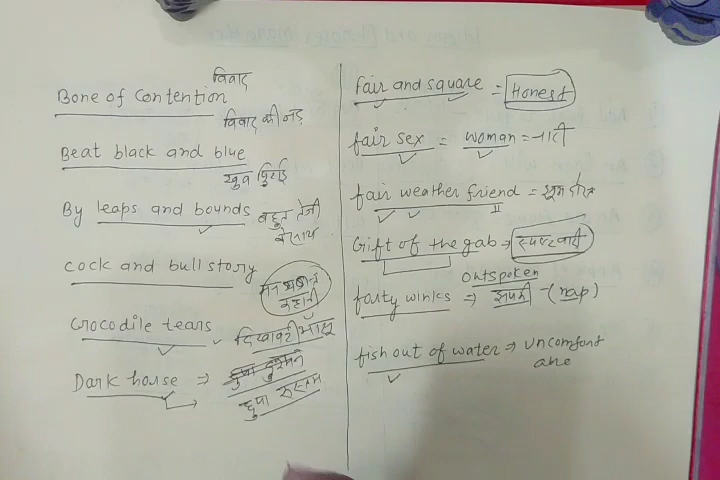 विवाद
Bone of Contention
विवाद की जड़
Beat black and blue
खुब पिटाई
By leaps and bounds बहुत तेजी
से साथ
Cock and bull story
कहानी
Crocodile tears दिखावटी आंसू
Dark horse ⇒ छुपा
छुपा रुस्तम
Fair and square = Honest
fair sex = woman = नारी
fair weather friend =
Gift of the gab → स्पष्टवादी
outspoken
forty winks ⇒ झपकी - (nap)
fish out of water ⇒ uncomfort
able